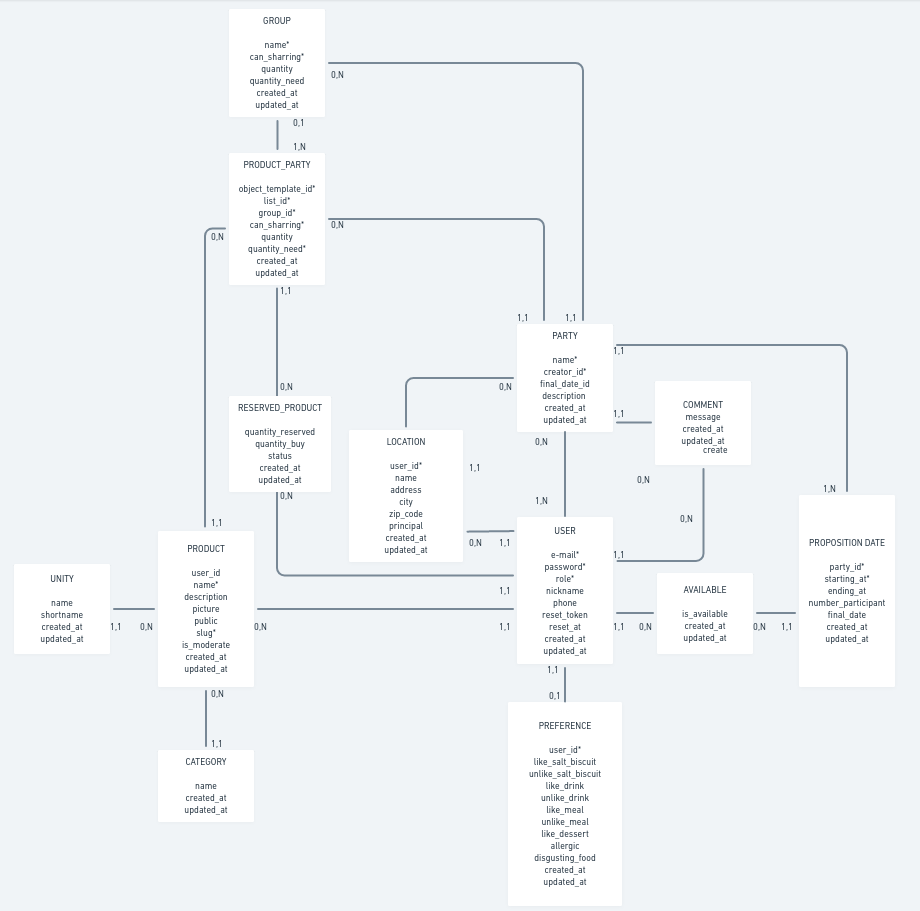 GROUP
name*
can_sharring*
quantity
quantity_need
created_at
updated_at
0,N
0,1
1,N
PRODUCT_PARTY
object_template_id*
list_id*
group_id*
can_sharring*
quantity
quantity_need*
created_at
updated_at
0,N
0,N
1,1
1,1
1,1
PARTY
name*
creator_id*
final_date_id
description
created_at
updated_at
1,1
0,N
1,1
0,N
1,N
0,N
RESERVED_PRODUCT
quantity_reserved
quantity_buy
status
created_at
updated_at
0,N
LOCATION
user_id*
name
address
city
zip_code
principal
created_at
updated_at
1,1
0,N
1,1
COMMENT
message
created_at
updated_at
create
0,N
0,N
1,1
1,N
PROPOSITION DATE
party_id*
starting_at*
ending_at
number_participant
final_date
created_at
updated_at
USER
e-mail*
password*
role*
nickname
phone
reset_token
reset_at
created_at
updated_at
1,1
1,1
1,1
0,N
AVAILABLE
is_available
created_at
updated_at
0,N
1,1
1,1
PRODUCT
user_id
name*
description
picture
public
slug*
is_moderate
created_at
updated_at
0,N
UNITY
name
shortname
created_at
updated_at
1,1
0,N
0,N
1,1
CATEGORY
name
created_at
updated_at
1,1
0,1
PREFERENCE
user_id*
like_salt_biscuit
unlike_salt_biscuit
like_drink
unlike_drink
like_meal
unlike_meal
like_dessert
allergic
disgusting_food
created_at
updated_at